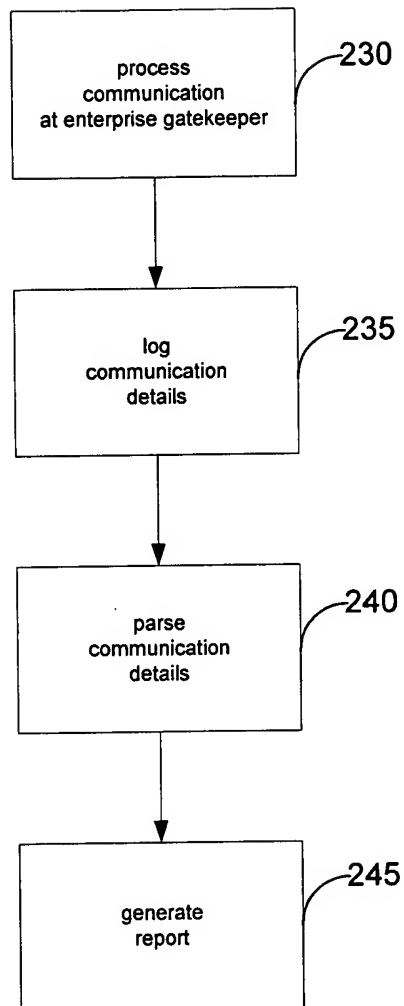 process
communication
at enterprise gatekeeper
230
log
communication
details
235
parse
communication
details
240
generate
report
245